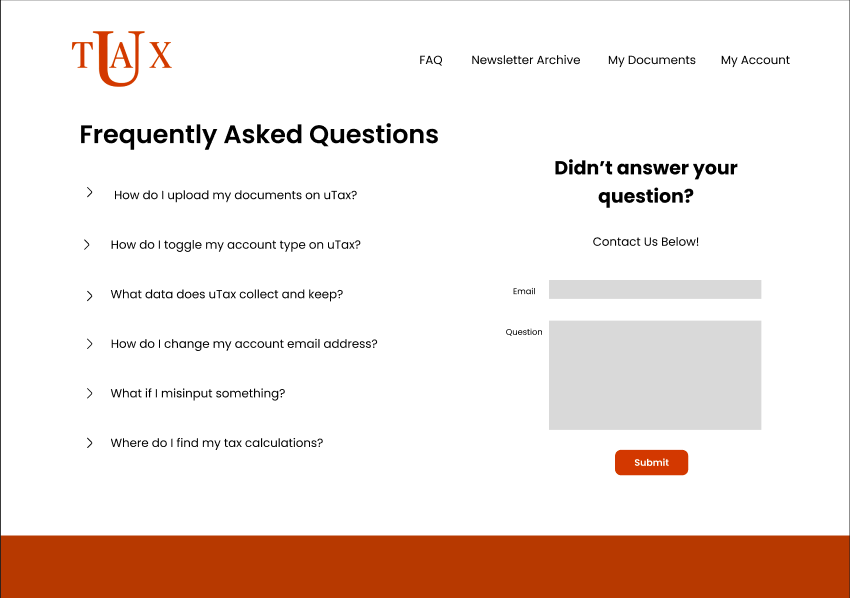 TUAX
FAQ Newsletter Archive My Documents My Account
Frequently Asked Questions
How do I upload my documents on uTax?
How do I toggle my account type on uTax?
What data does uTax collect and keep?
How do I change my account email address?
What if I misinput something?
Where do I find my tax calculations?
Didn’t answer your
question?
Contact Us Below!
Email
Question
Submit